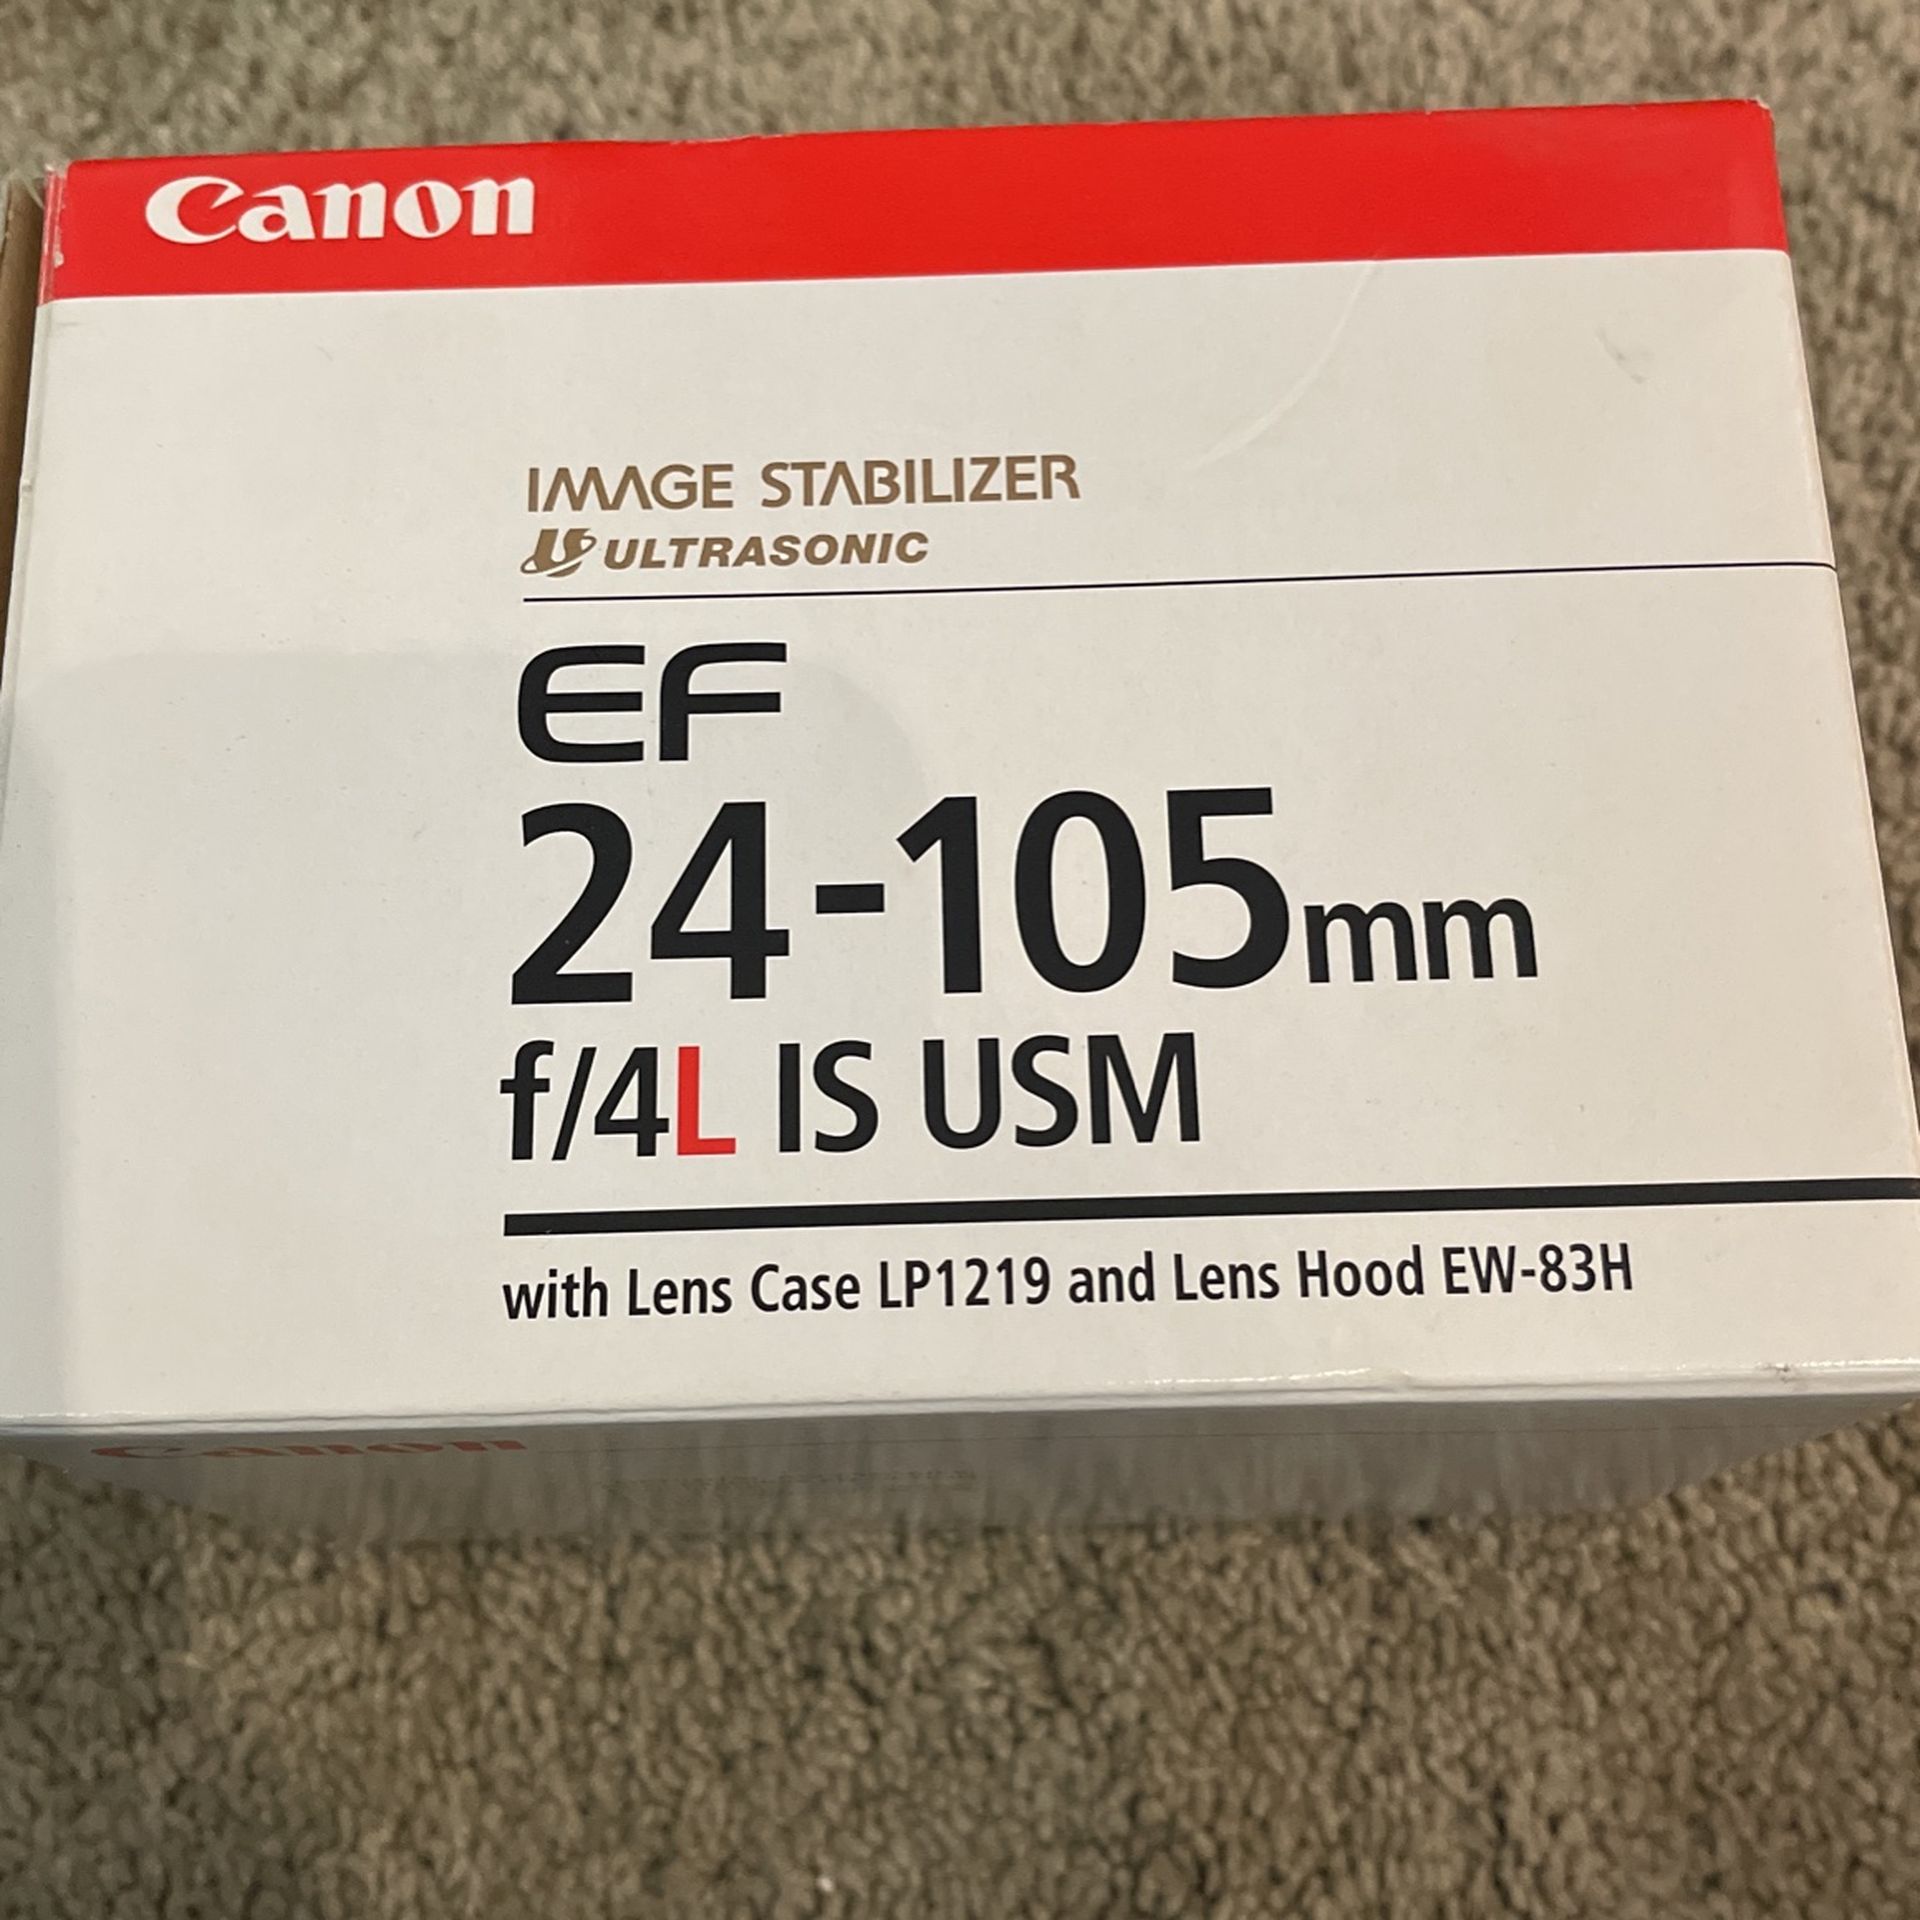 Canon
IMAGE STABILIZER
ULTRASONIC
EF
24-105mm
f/4L IS USM
with Lens Case LP1219 and Lens Hood EW-83H
Canon